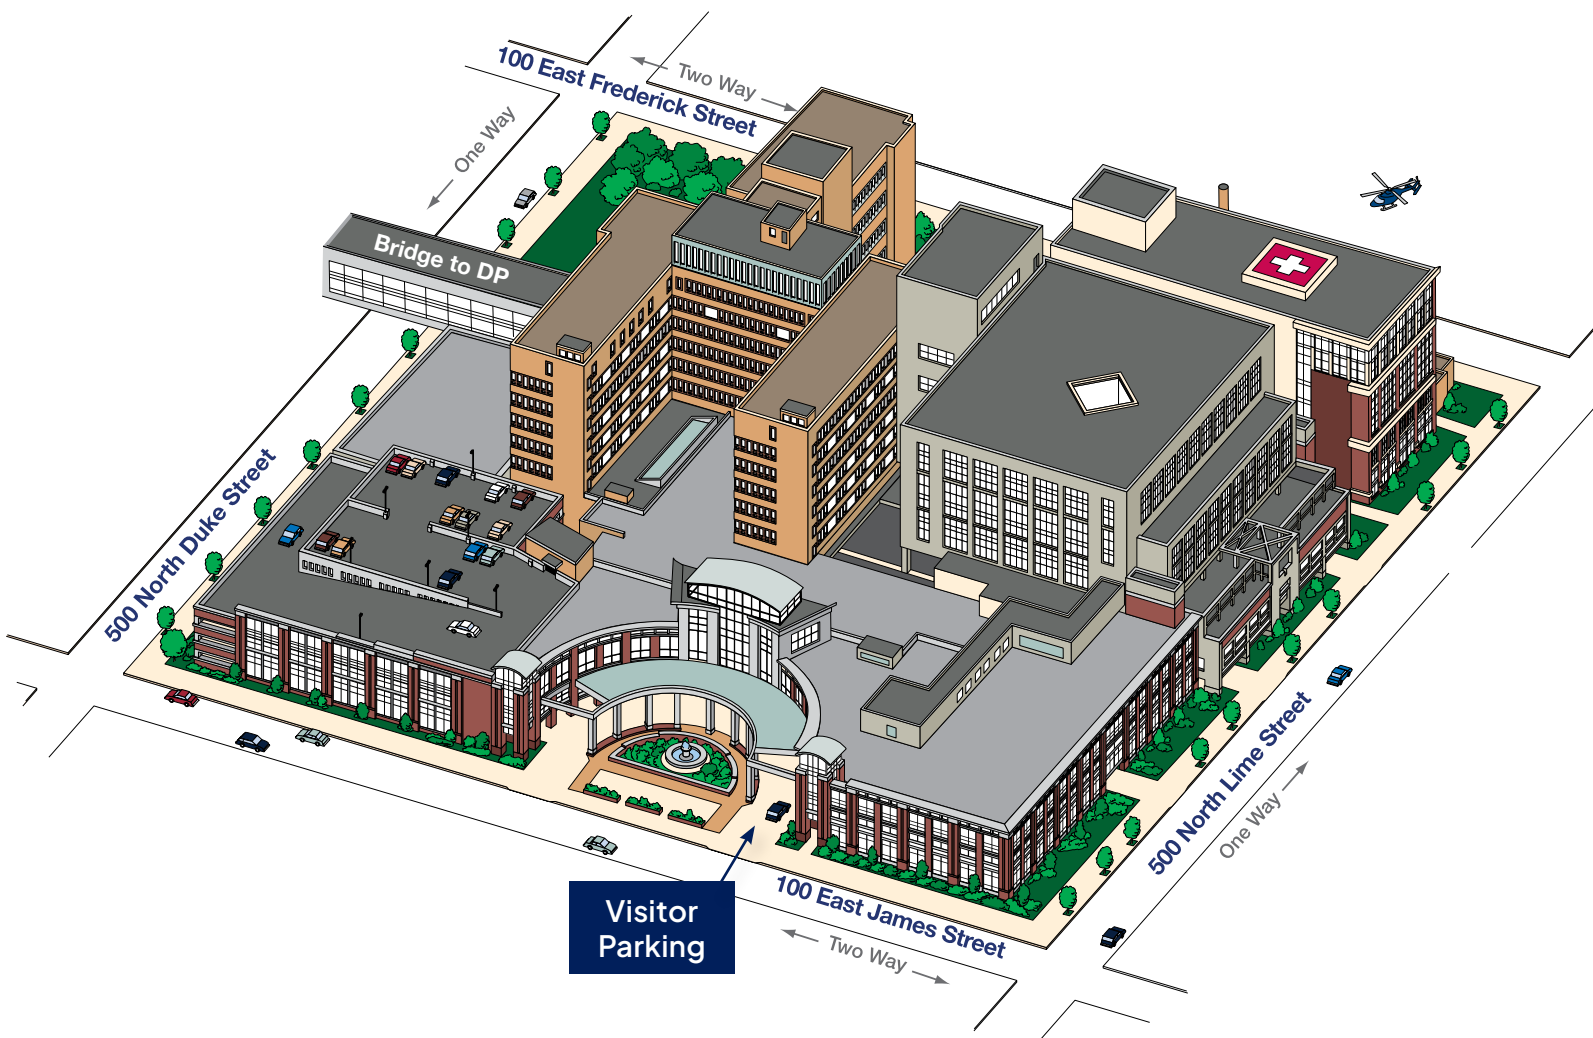 100 East Frederick Street
Two Way
One Way
Bridge to DP
500 North Duke Street
500 North Lime Street
One Way
Visitor
Parking
100 East James Street
Two Way